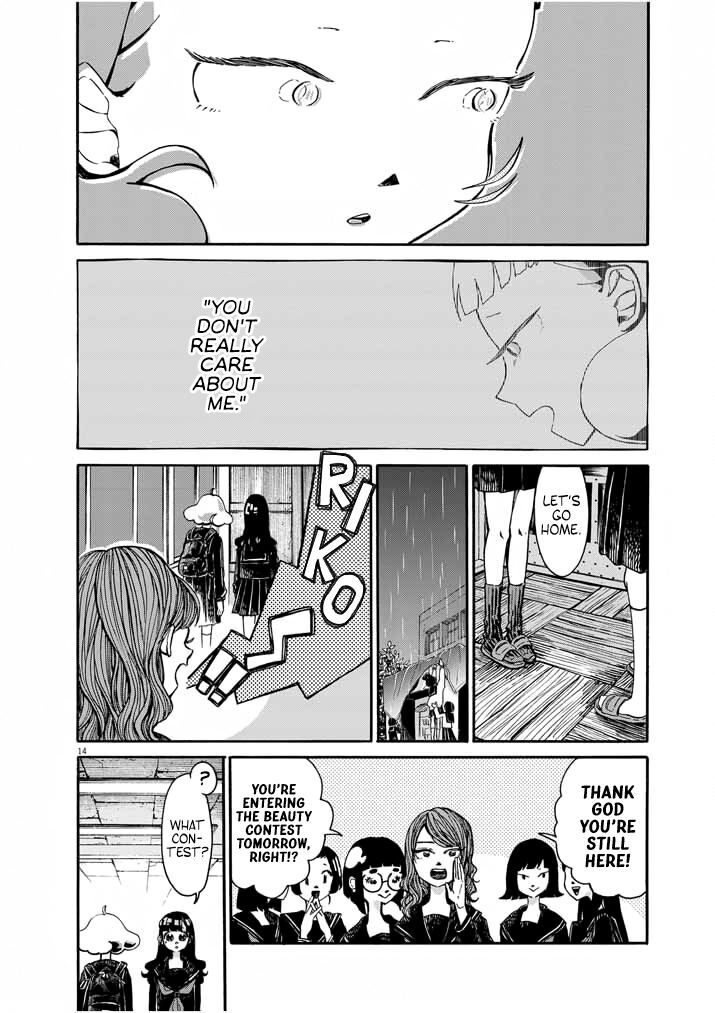 "YOU
DON'T
REALLY
CARE
ABOUT
ME."
LET'S
GO
HOME.
RIKO
!!
14
THANK
GOD
YOU'RE
STILL
HERE!
YOU'RE
ENTERING
THE BEAUTY
CONTEST
TOMORROW,
RIGHT!?
?
WHAT
CON-
TEST?